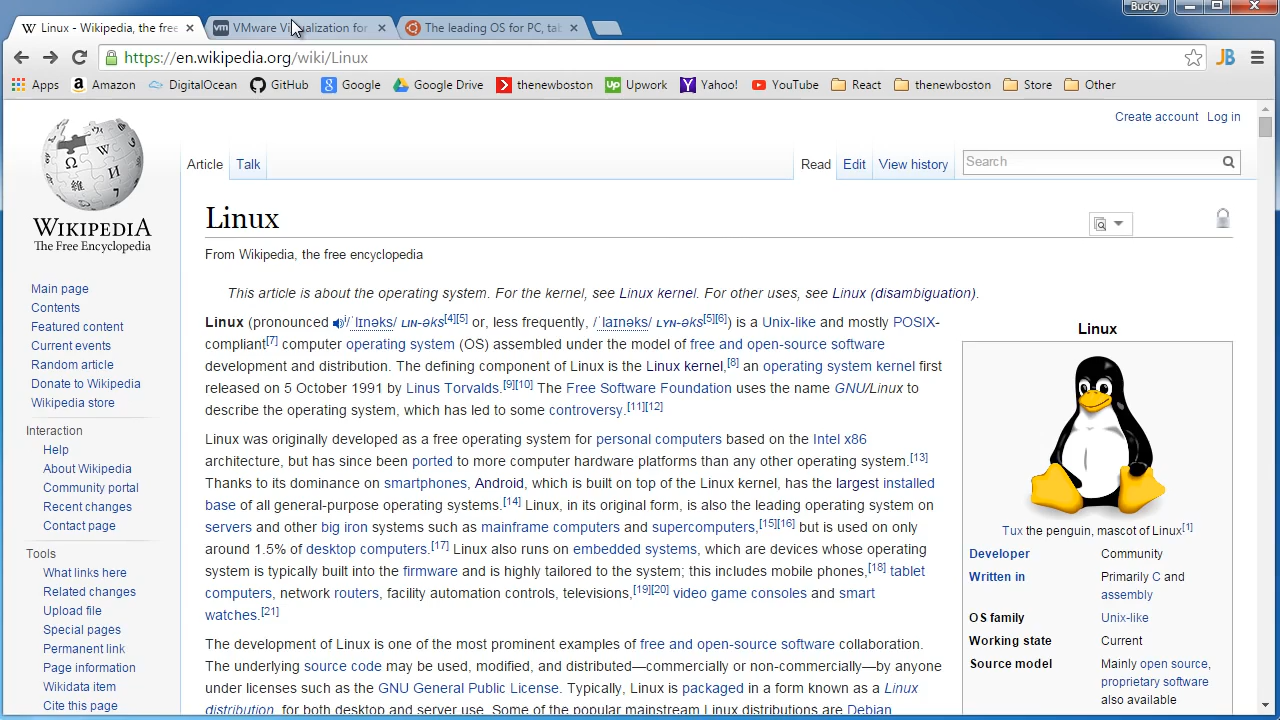 Bucky
Linux - Wikipedia, the free
VMware Virtualization for
The leading OS for PC, tab
https://en.wikipedia.org/wiki/Linux
JB
Apps
Amazon
DigitalOcean
GitHub
Google
Google Drive
thenewboston
Upwork
Yahoo!
YouTube
React
thenewboston
Store
Other
Create account Log in
Article Talk
Read Edit View history
Search
WIKIPEDIA
The Free Encyclopedia
Main page
Contents
Featured content
Current events
Random article
Donate to Wikipedia
Wikipedia store
Interaction
Help
About Wikipedia
Community portal
Recent changes
Contact page
Tools
What links here
Related changes
Upload file
Special pages
Permanent link
Page information
Wikidata item
Cite this page
Linux
From Wikipedia, the free encyclopedia
This article is about the operating system. For the kernel, see Linux kernel. For other uses, see Linux (disambiguation).
Linux (pronounced /ˈlɪnəks/ LIN-əks[4][5] or, less frequently, /ˈlaɪnəks/ LYN-əks[5][6]) is a Unix-like and mostly POSIX-
compliant[7] computer operating system (OS) assembled under the model of free and open-source software
development and distribution. The defining component of Linux is the Linux kernel,[8] an operating system kernel first
released on 5 October 1991 by Linus Torvalds.[9][10] The Free Software Foundation uses the name GNU/Linux to
describe the operating system, which has led to some controversy.[11][12]
Linux was originally developed as a free operating system for personal computers based on the Intel x86
architecture, but has since been ported to more computer hardware platforms than any other operating system.[13]
Thanks to its dominance on smartphones, Android, which is built on top of the Linux kernel, has the largest installed
base of all general-purpose operating systems.[14] Linux, in its original form, is also the leading operating system on
servers and other big iron systems such as mainframe computers and supercomputers,[15][16] but is used on only
around 1.5% of desktop computers.[17] Linux also runs on embedded systems, which are devices whose operating
system is typically built into the firmware and is highly tailored to the system; this includes mobile phones,[18] tablet
computers, network routers, facility automation controls, televisions,[19][20] video game consoles and smart
watches.[21]
The development of Linux is one of the most prominent examples of free and open-source software collaboration.
The underlying source code may be used, modified, and distributed—commercially or non-commercially—by anyone
under licenses such as the GNU General Public License. Typically, Linux is packaged in a form known as a Linux
distribution, for both desktop and server use. Some of the popular mainstream Linux distributions are Debian
Linux
Tux the penguin, mascot of Linux[1]
Developer Community
Written in Primarily C and
assembly
OS family Unix-like
Working state Current
Source model Mainly open source,
proprietary software
also available